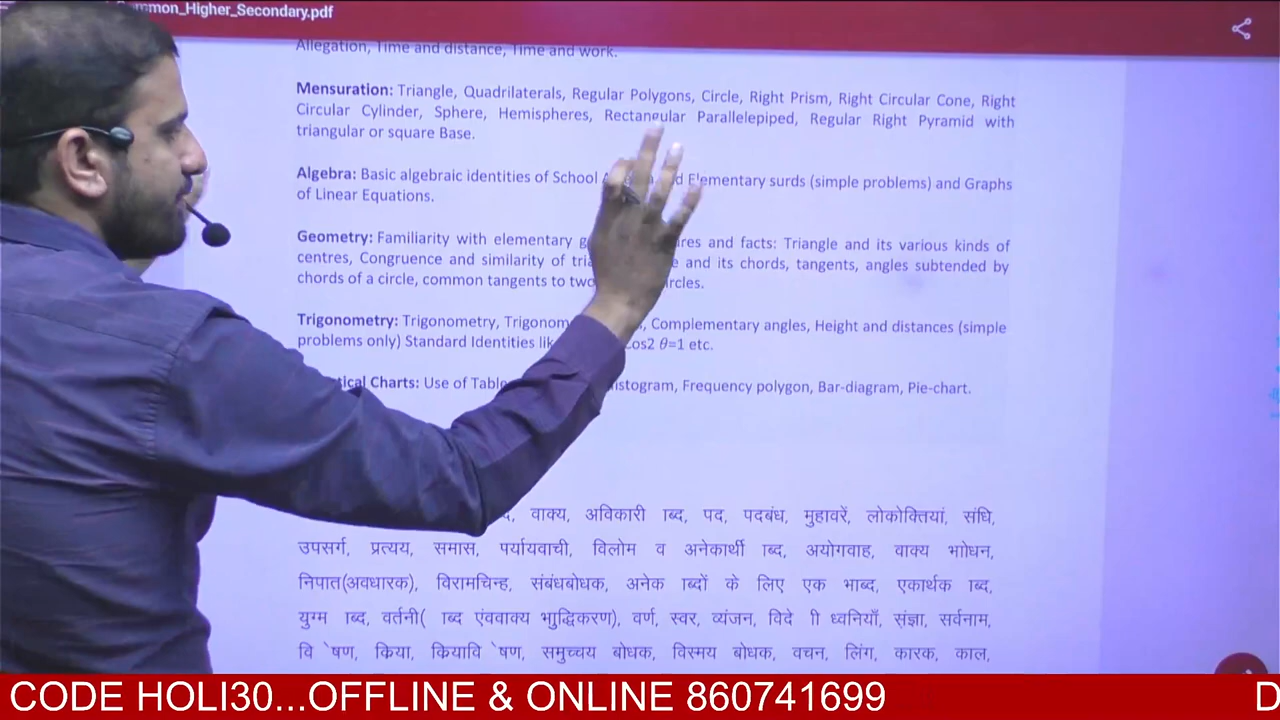 mmon_Higher_Secondary.pdf
Allegation, Time and distance, Time and work.
Mensuration: Triangle, Quadrilaterals, Regular Polygons, Circle, Right Prism, Right Circular Cone, Right
Circular Cylinder, Sphere, Hemispheres, Rectangular Parallelepiped, Regular Right Pyramid with
triangular or square Base.
Algebra: Basic algebraic identities of School Elementary surds (simple problems) and Graphs
of Linear Equations.
Geometry: Familiarity with elementary and facts: Triangle and its various kinds of
centres, Congruence and similarity of and its chords, tangents, angles subtended by
chords of a circle, common tangents to two
Trigonometry: Trigonometry, Complementary angles, Height and distances (simple
problems only) Standard Identities Cos2 θ=1 etc.
Charts: Use of Frequency polygon, Bar-diagram, Pie-chart.
वाक्य, अविकारी ाब्द, पद, पदबंध, मुहावरें, लोकोक्तियां, संधि,
उपसर्ग, प्रत्यय, समास, पर्यायवाची, विलोम व अनेकार्थी ाब्द, अयोगवाह, वाक्य भाोधन,
निपात(अवधारक), विरामचिन्ह, संबंधबोधक, अनेक ाब्दों के लिए एक भाब्द, एकार्थक ाब्द,
युग्म ाब्द, वर्तनी( ाब्द एंववाक्य भाुद्धिकरण), वर्ण, स्वर, व्यंजन, विदे ाी ध्वनियाँ, संज्ञा, सर्वनाम,
वि ेषण, क्रिया, क्रियावि ेषण, समुच्चय बोधक, विस्मय बोधक, वचन, लिंग, कारक, काल,
CODE HOLI30...OFFLINE & ONLINE 860741699 D